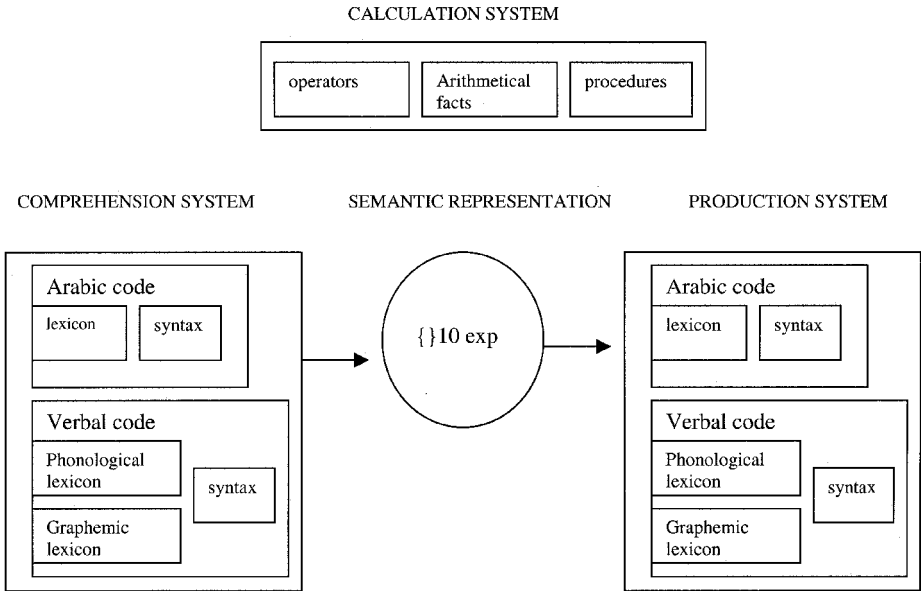 CALCULATION SYSTEM
operators
Arithmetical
facts
procedures
COMPREHENSION SYSTEM
SEMANTIC REPRESENTATION
PRODUCTION SYSTEM
Arabic code
lexicon
syntax
Verbal code
Phonological
lexicon
Graphemic
lexicon
syntax
{}10 exp
Arabic code
lexicon
syntax
Verbal code
Phonological
lexicon
Graphemic
lexicon
syntax